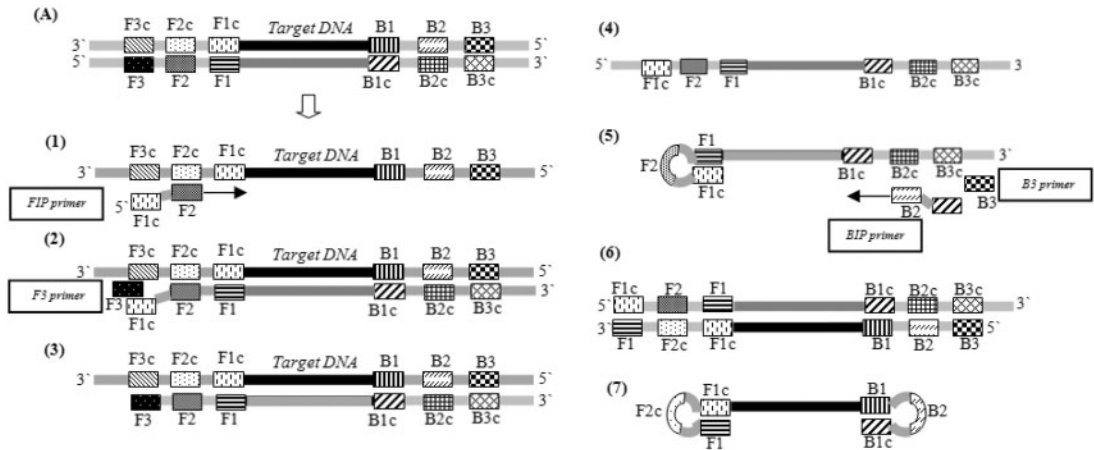 (A)
F3c F2c F1c Target DNA B1 B2 B3
3` 5`
5` 3`
F3 F2 F1 B1c B2c B3c
(1)
F3c F2c F1c Target DNA B1 B2 B3
3` 5`
FIP primer
5` F1c F2
(2)
F3c F2c F1c Target DNA B1 B2 B3
3` 5`
F3 primer
3`
F3 F1c F2 F1 B1c B2c B3c
(3)
F3c F2c F1c Target DNA B1 B2 B3
3` 5`
3`
F3 F2 F1 B1c B2c B3c
(4)
5` 3
F1c F2 F1 B1c B2c B3c
(5)
F1
3`
F2
F1c B1c B2c B3c
B2 B3
B3 primer
BIP primer
(6)
F1c F2 F1 B1c B2c B3c
5` 3`
3` 5`
F1 F2c F1c B1 B2 B3
(7)
F1c B1
F2c B2
F1 B1c